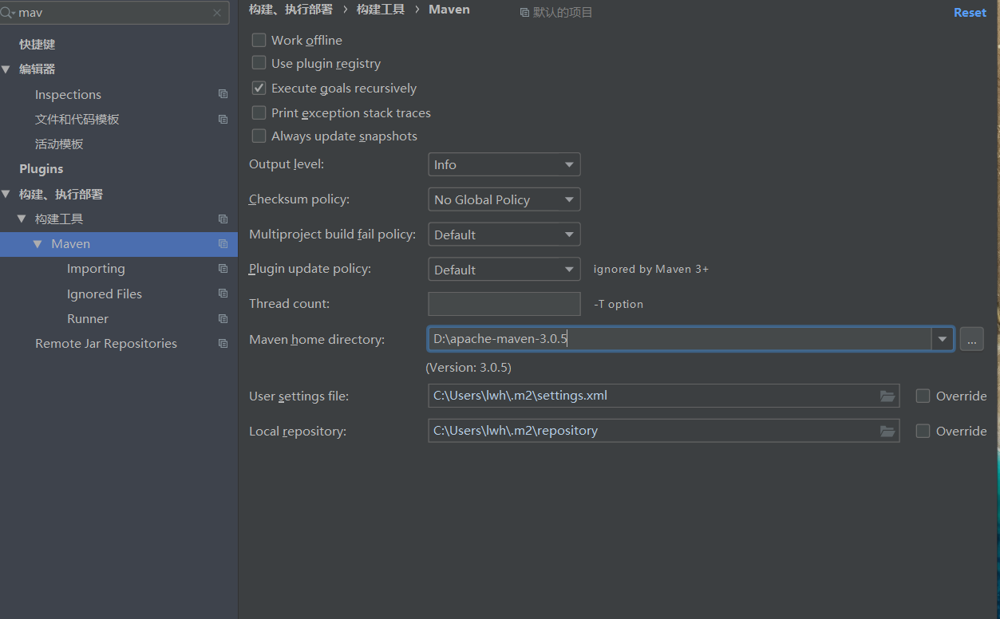 mav
快捷键
编辑器
Inspections
文件和代码模板
活动模板
Plugins
构建、执行部署
构建工具
Maven
Importing
Ignored Files
Runner
Remote Jar Repositories
构建、执行部署 › 构建工具 › Maven 默认的项目 Reset
Work offline
Use plugin registry
Execute goals recursively
Print exception stack traces
Always update snapshots
Output level: Info
Checksum policy: No Global Policy
Multiproject build fail policy: Default
Plugin update policy: Default ignored by Maven 3+
Thread count: -T option
Maven home directory: D:\apache-maven-3.0.5 ...
(Version: 3.0.5)
User settings file: C:\Users\lwh\.m2\settings.xml Override
Local repository: C:\Users\lwh\.m2\repository Override